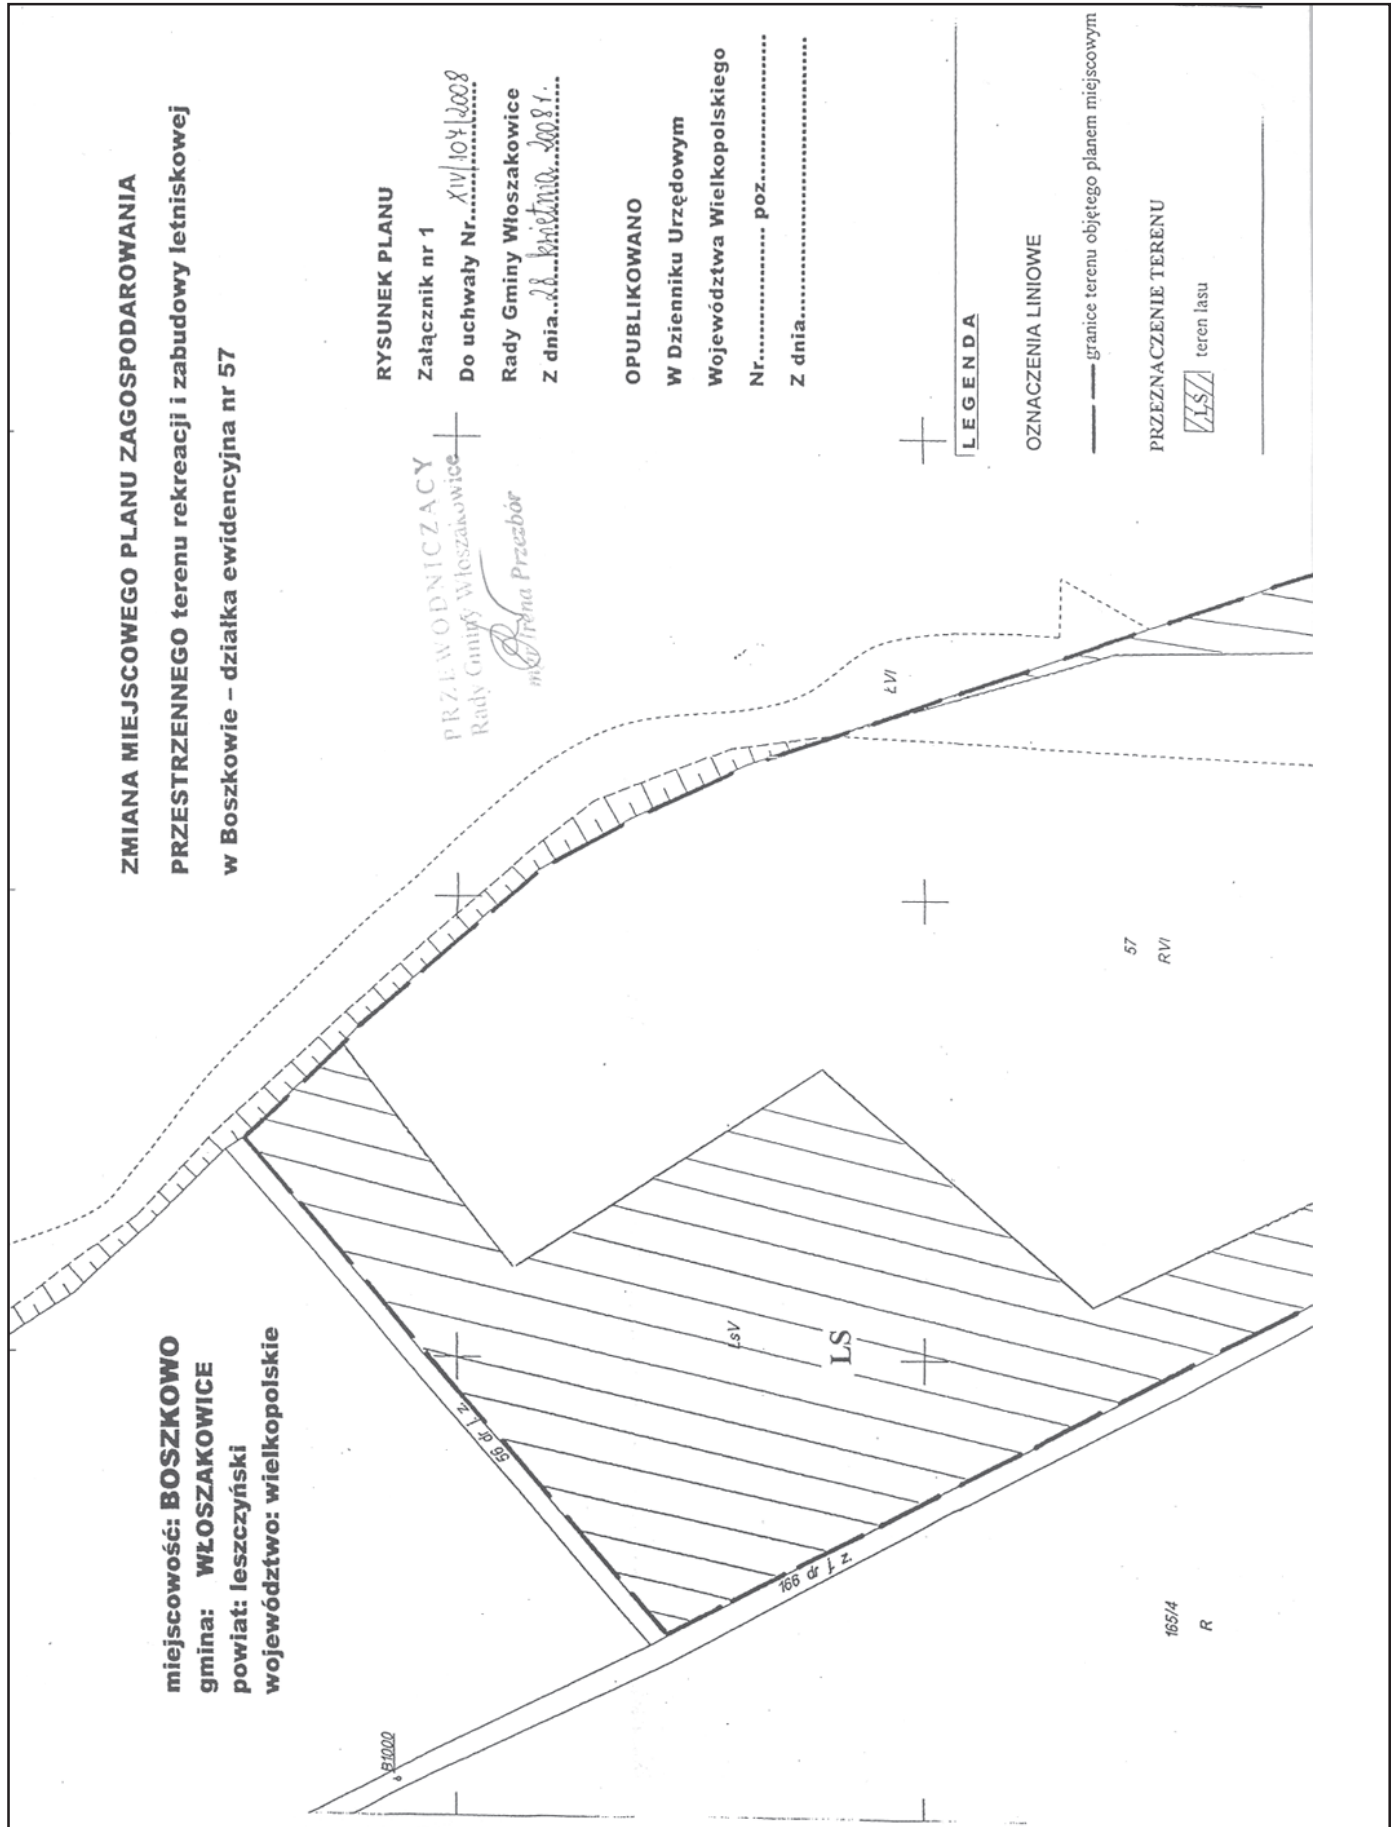 ZMIANA MIEJSCOWEGO PLANU ZAGOSPODAROWANIA
PRZESTRZENNEGO terenu rekreacji i zabudowy letniskowej
w Boszkowie – działka ewidencyjna nr 57
miejscowość: BOSZKOWO
gmina: WŁOSZAKOWICE
powiat: leszczyński
województwo: wielkopolskie
RYSUNEK PLANU
Załącznik nr 1
Do uchwały Nr. XIV/107/2008
Rady Gminy Włoszakowice
Z dnia 28 kwietnia 2008 r.
OPUBLIKOWANO
W Dzienniku Urzędowym
Województwa Wielkopolskiego
Nr............... poz...............
Z dnia...............
PRZEWODNICZĄCY
Rady Gminy Włoszakowice
Irena Przezbór
LEGENDA
OZNACZENIA LINIOWE
granice terenu objętego planem miejscowym
PRZEZNACZENIE TERENU
LS teren lasu
ŁVI
57
RVI
LsV
LS
56 dr j. z.
166 dr j. z.
165/4
R
B1000